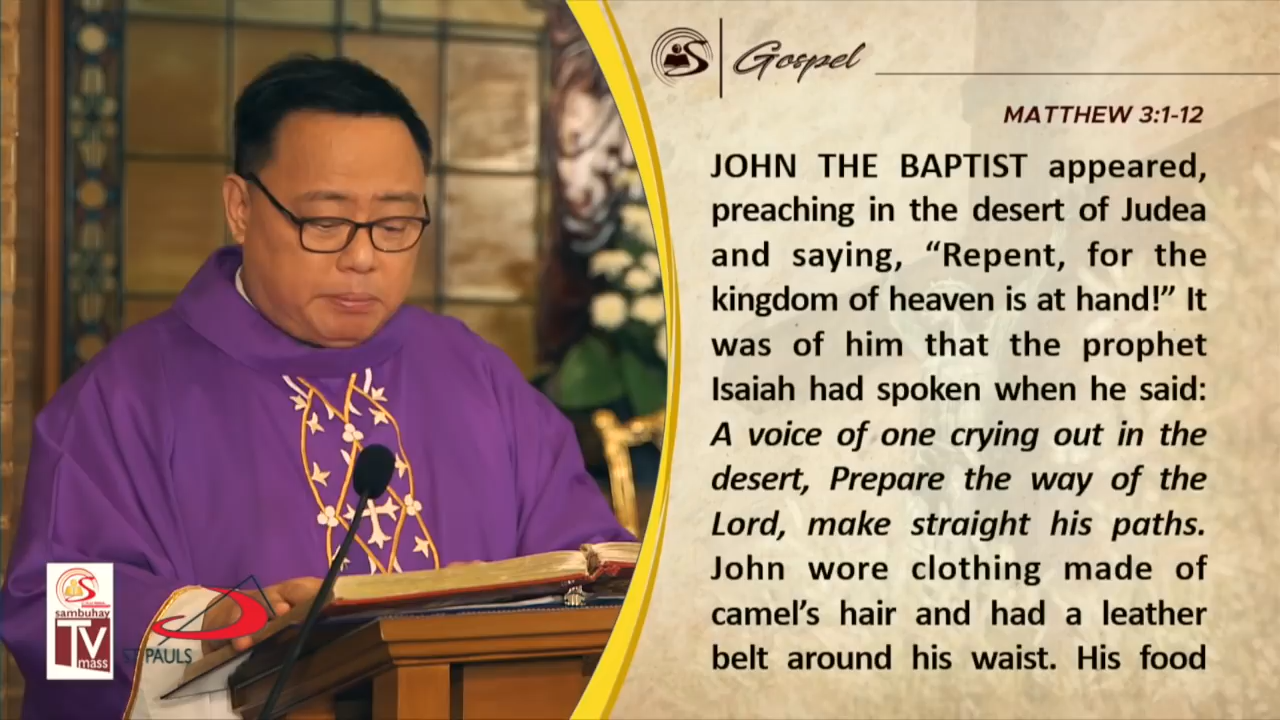 Gospel
MATTHEW 3:1-12
JOHN THE BAPTIST appeared,
preaching in the desert of Judea
and saying, “Repent, for the
kingdom of heaven is at hand!” It
was of him that the prophet
Isaiah had spoken when he said:
A voice of one crying out in the
desert, Prepare the way of the
Lord, make straight his paths.
John wore clothing made of
camel’s hair and had a leather
belt around his waist. His food
sambuhay
TV
mass
ST PAULS